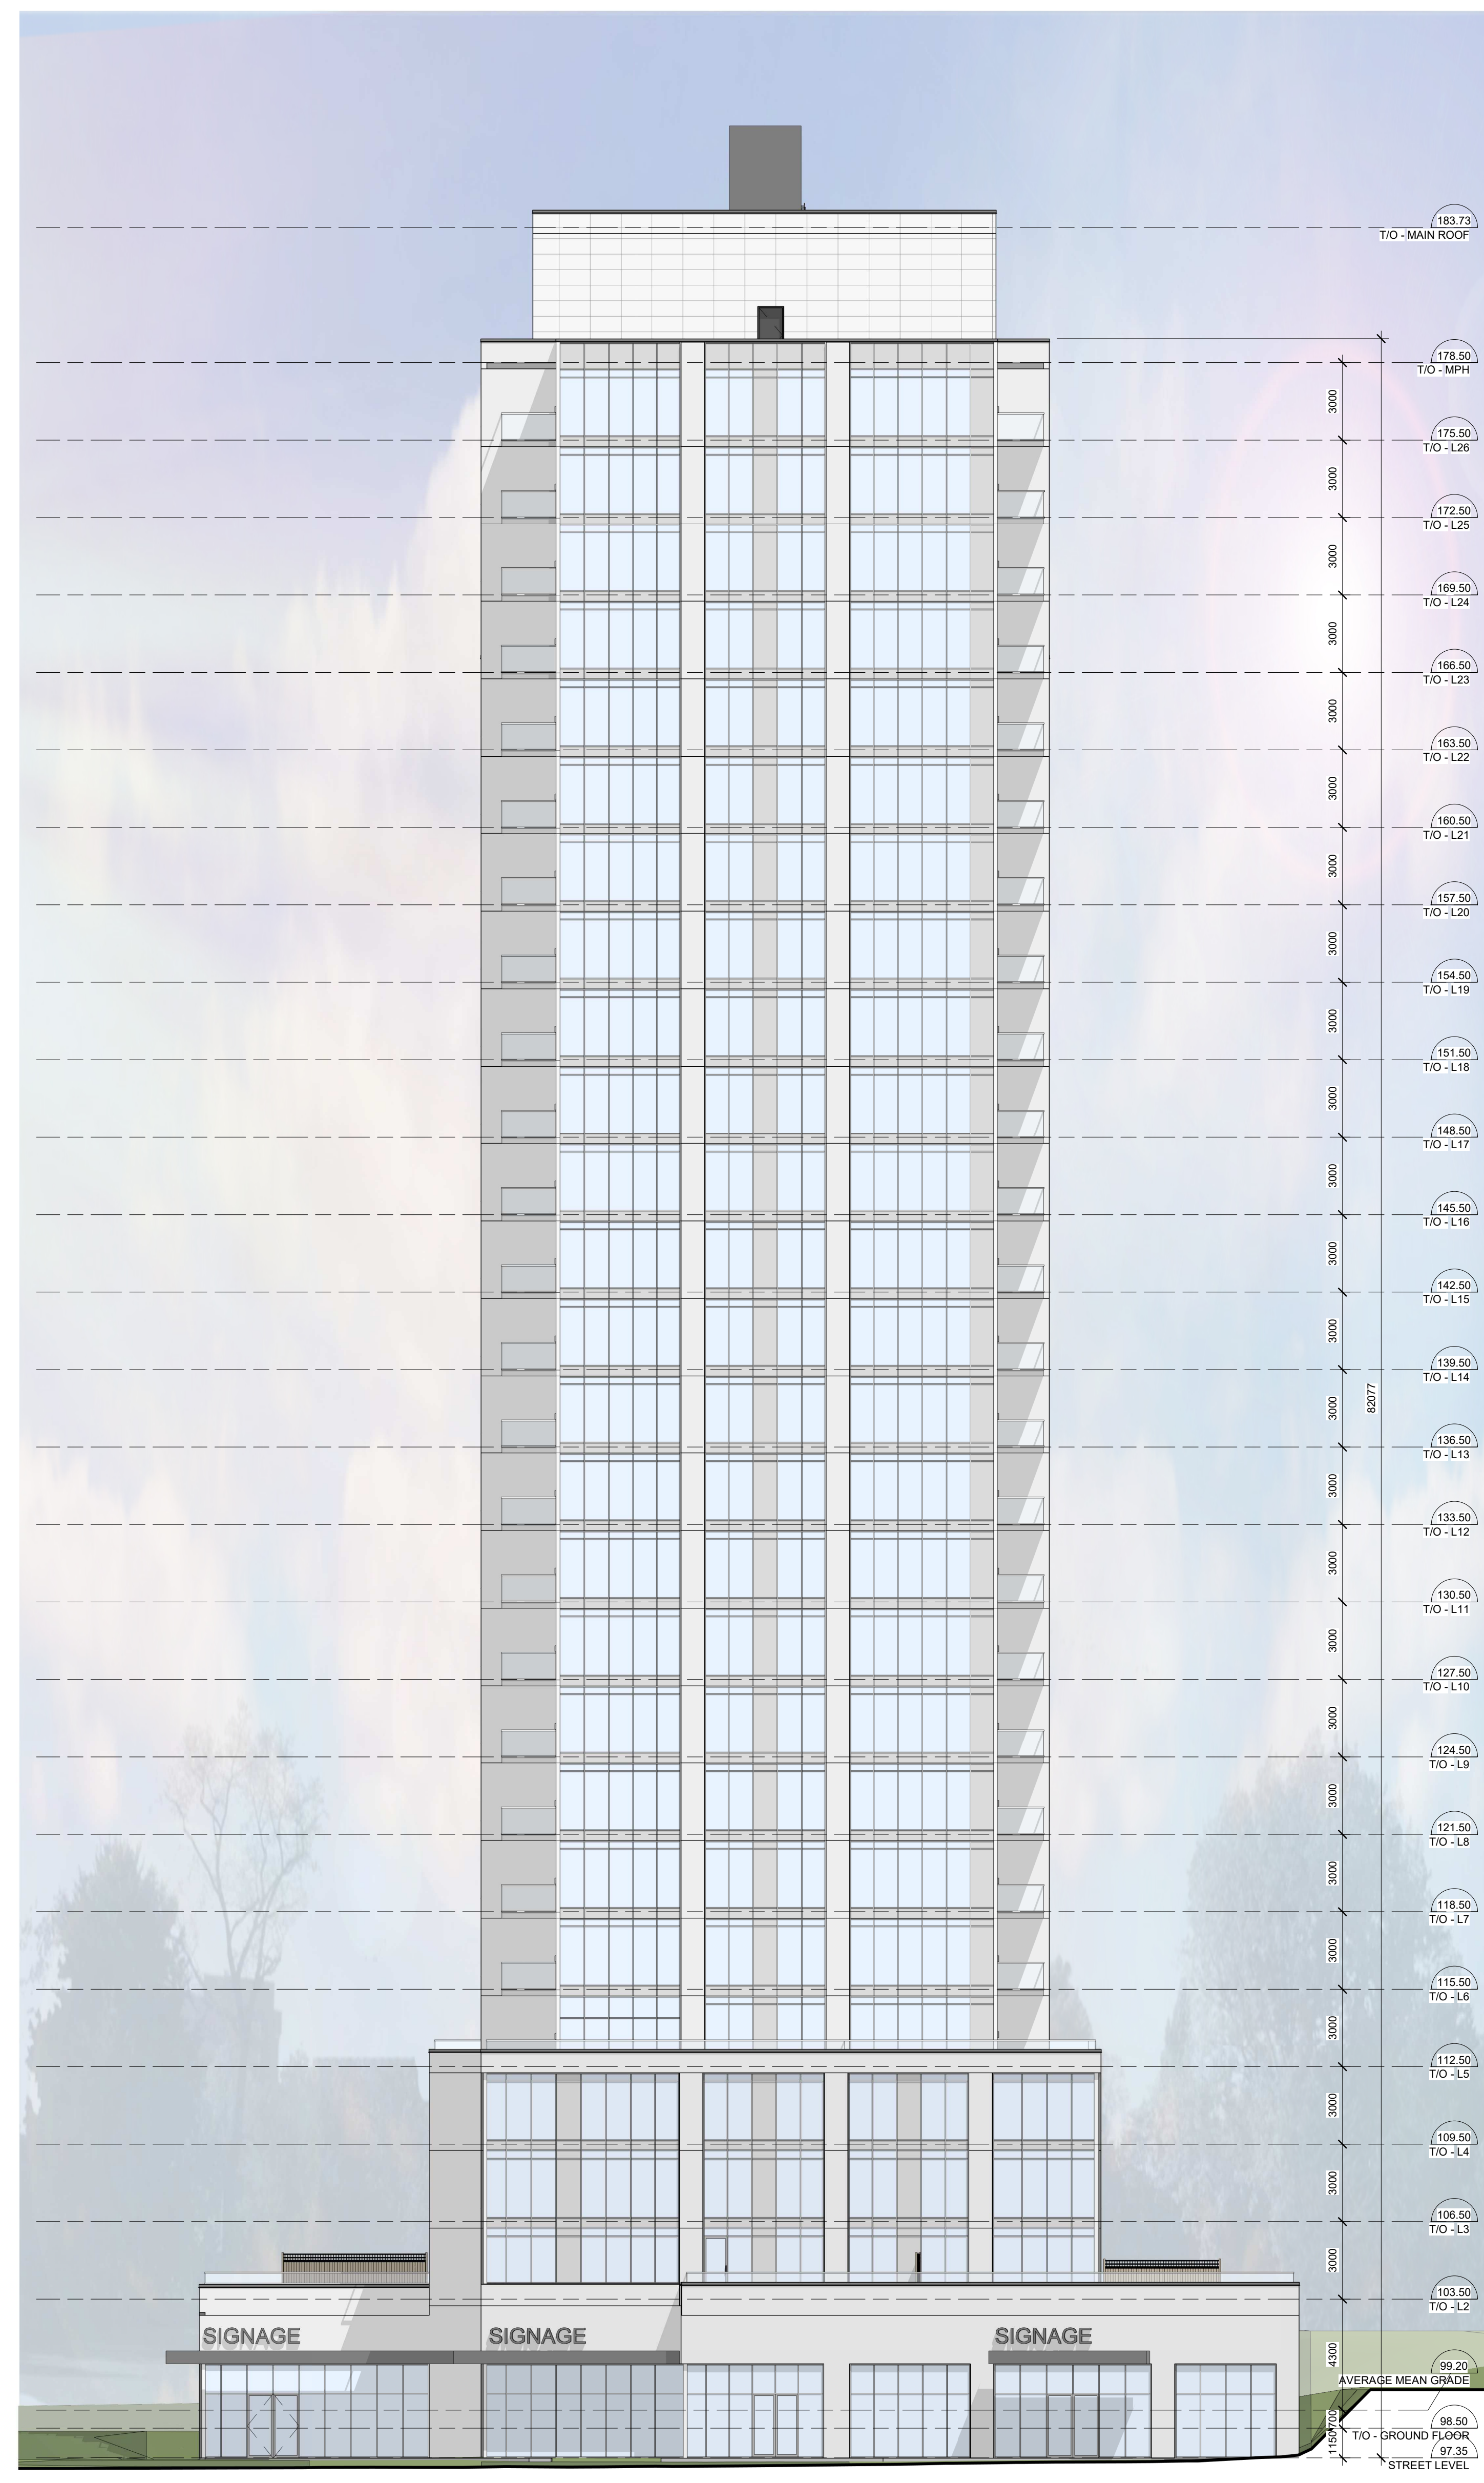 183.73
T/O - MAIN ROOF
178.50
T/O - MPH
3000
175.50
T/O - L26
3000
172.50
T/O - L25
3000
169.50
T/O - L24
3000
166.50
T/O - L23
3000
163.50
T/O - L22
3000
160.50
T/O - L21
3000
157.50
T/O - L20
3000
154.50
T/O - L19
3000
151.50
T/O - L18
3000
148.50
T/O - L17
3000
145.50
T/O - L16
3000
142.50
T/O - L15
3000
139.50
T/O - L14
82077
3000
136.50
T/O - L13
3000
133.50
T/O - L12
3000
130.50
T/O - L11
3000
127.50
T/O - L10
3000
124.50
T/O - L9
3000
121.50
T/O - L8
3000
118.50
T/O - L7
3000
115.50
T/O - L6
3000
112.50
T/O - L5
3000
109.50
T/O - L4
3000
106.50
T/O - L3
3000
103.50
T/O - L2
SIGNAGE SIGNAGE SIGNAGE
4300
99.20
AVERAGE MEAN GRADE
700
98.50
T/O - GROUND FLOOR
1150
97.35
STREET LEVEL